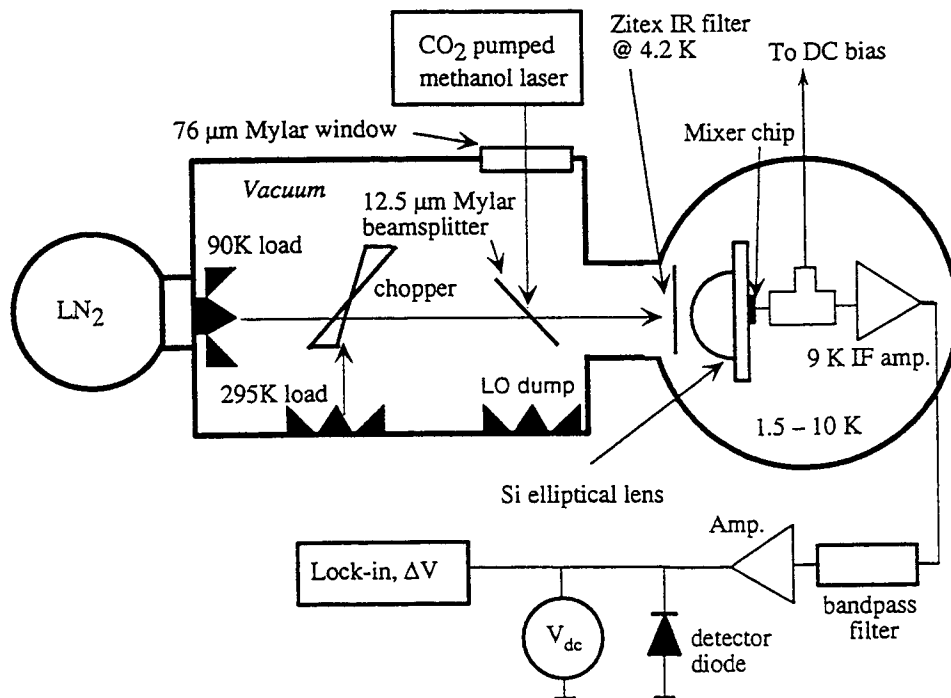 CO2 pumped
methanol laser
Zitex IR filter
@ 4.2 K
To DC bias
76 μm Mylar window
Mixer chip
Vacuum
12.5 μm Mylar
beamsplitter
90K load
chopper
LN2
295K load
LO dump
9 K IF amp.
1.5 – 10 K
Si elliptical lens
Amp.
Lock-in, ΔV
bandpass
filter
Vdc
detector
diode